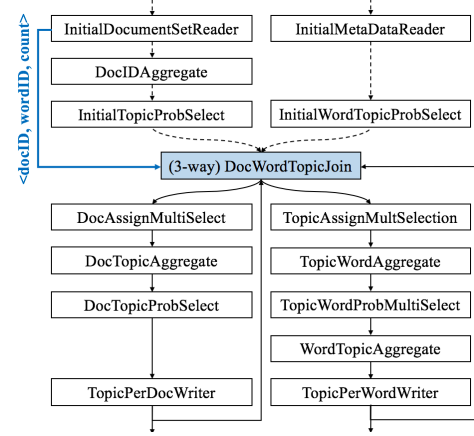 <docID, wordID, count>
InitialDocumentSetReader
InitialMetaDataReader
DocIDAggregate
InitialTopicProbSelect
InitialWordTopicProbSelect
(3-way) DocWordTopicJoin
DocAssignMultiSelect
TopicAssignMultSelection
DocTopicAggregate
TopicWordAggregate
DocTopicProbSelect
TopicWordProbMultiSelect
WordTopicAggregate
TopicPerDocWriter
TopicPerWordWriter